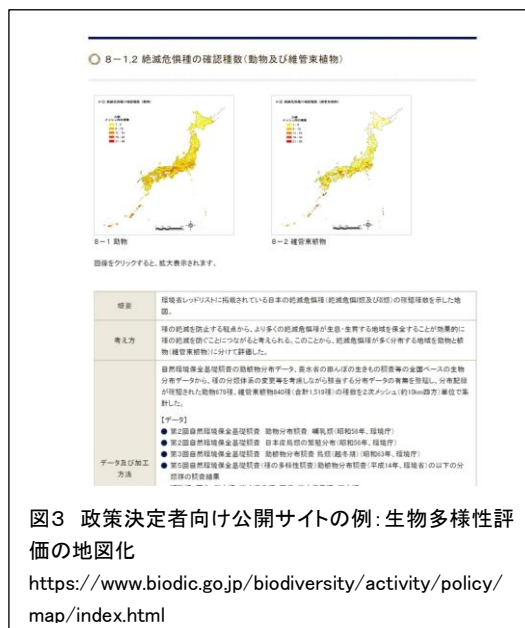 8-1,2 絶滅危惧種の確認種数(動物及び維管束植物)
8-1 動物
8-2 維管束植物
画像をクリックすると、拡大表示されます。
概要
環境省レッドリストに掲載されている日本の絶滅危惧種(絶滅危惧I類及びII類)の確認種数を示した地
図。
考え方
種の絶滅を防止する観点から、より多くの絶滅危惧種が生息・生育する地域を保全することが効果的に
種の絶滅を防ぐことにつながると考えられる。このことから、絶滅危惧種が多く分布する地域を動物と植
物(維管束植物)に分けて評価した。
データ及び加工
方法
自然環境保全基礎調査の動植物分布データ、農水省の田んぼの生きもの調査等の全国ベースの生物
分布データから、種の分類体系の変更等を考慮しながら該当する分布データの有無を整理し、分布記録
が確認された動物679種、維管束植物840種(合計1,519種)の種数を2次メッシュ(約10km四方)単位で集
計した。
【データ】
● 第2回自然環境保全基礎調査 動物分布調査 哺乳類(昭和56年、環境庁)
● 第2回自然環境保全基礎調査 日本産鳥類の繁殖分布(昭和56年、環境庁)
● 第3回自然環境保全基礎調査 動植物分布調査 鳥類(越冬期)(昭和63年、環境庁)
● 第5回自然環境保全基礎調査(種の多様性調査)動植物分布調査(平成14年、環境省)の以下の分
類群の調査結果
図3 政策決定者向け公開サイトの例:生物多様性評
価の地図化
https://www.biodic.go.jp/biodiversity/activity/policy/
map/index.html